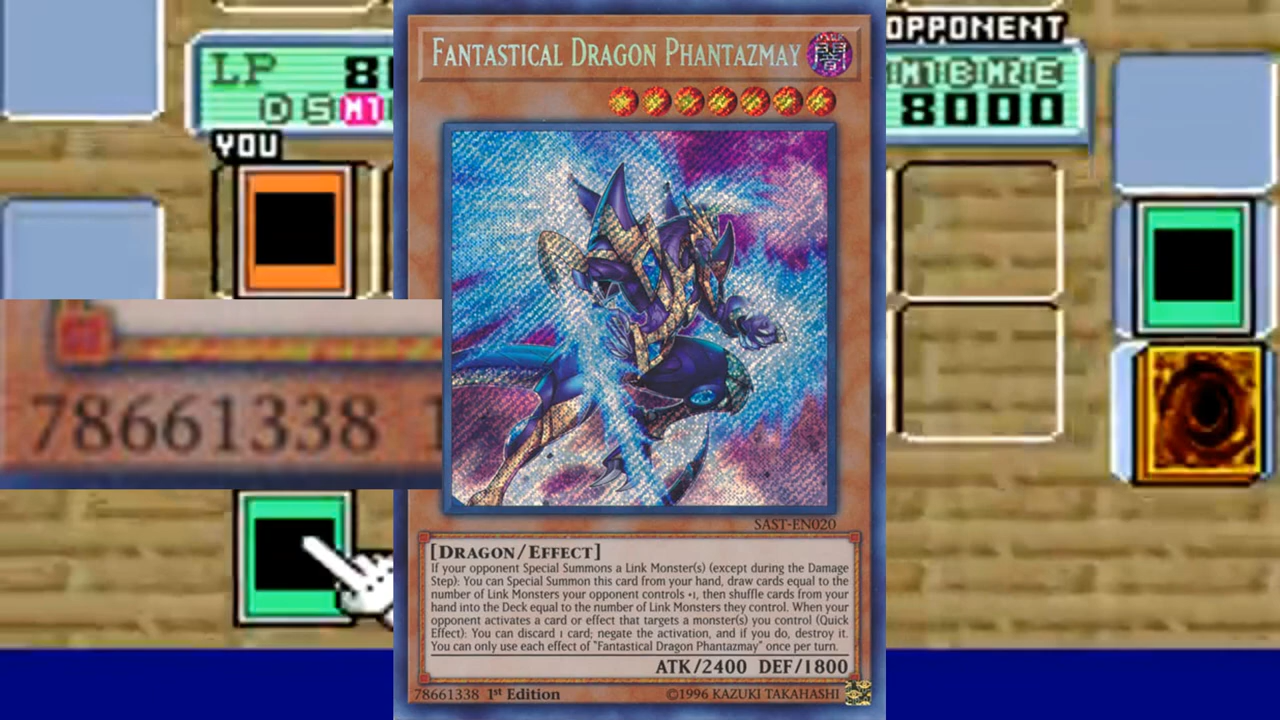 FANTASTICAL DRAGON PHANTAZMAY
闇
OPPONENT
LP 8
M1 B M2 E
D S M1
8000
YOU
78661338 1
SAST-EN020
[DRAGON/EFFECT]
If your opponent Special Summons a Link Monster(s) (except during the Damage
Step): You can Special Summon this card from your hand, draw cards equal to the
number of Link Monsters your opponent controls +1, then shuffle cards from your
hand into the Deck equal to the number of Link Monsters they control. When your
opponent activates a card or effect that targets a monster(s) you control (Quick
Effect): You can discard 1 card; negate the activation, and if you do, destroy it.
You can only use each effect of "Fantastical Dragon Phantazmay" once per turn.
ATK/2400 DEF/1800
78661338 1st Edition ©1996 KAZUKI TAKAHASHI